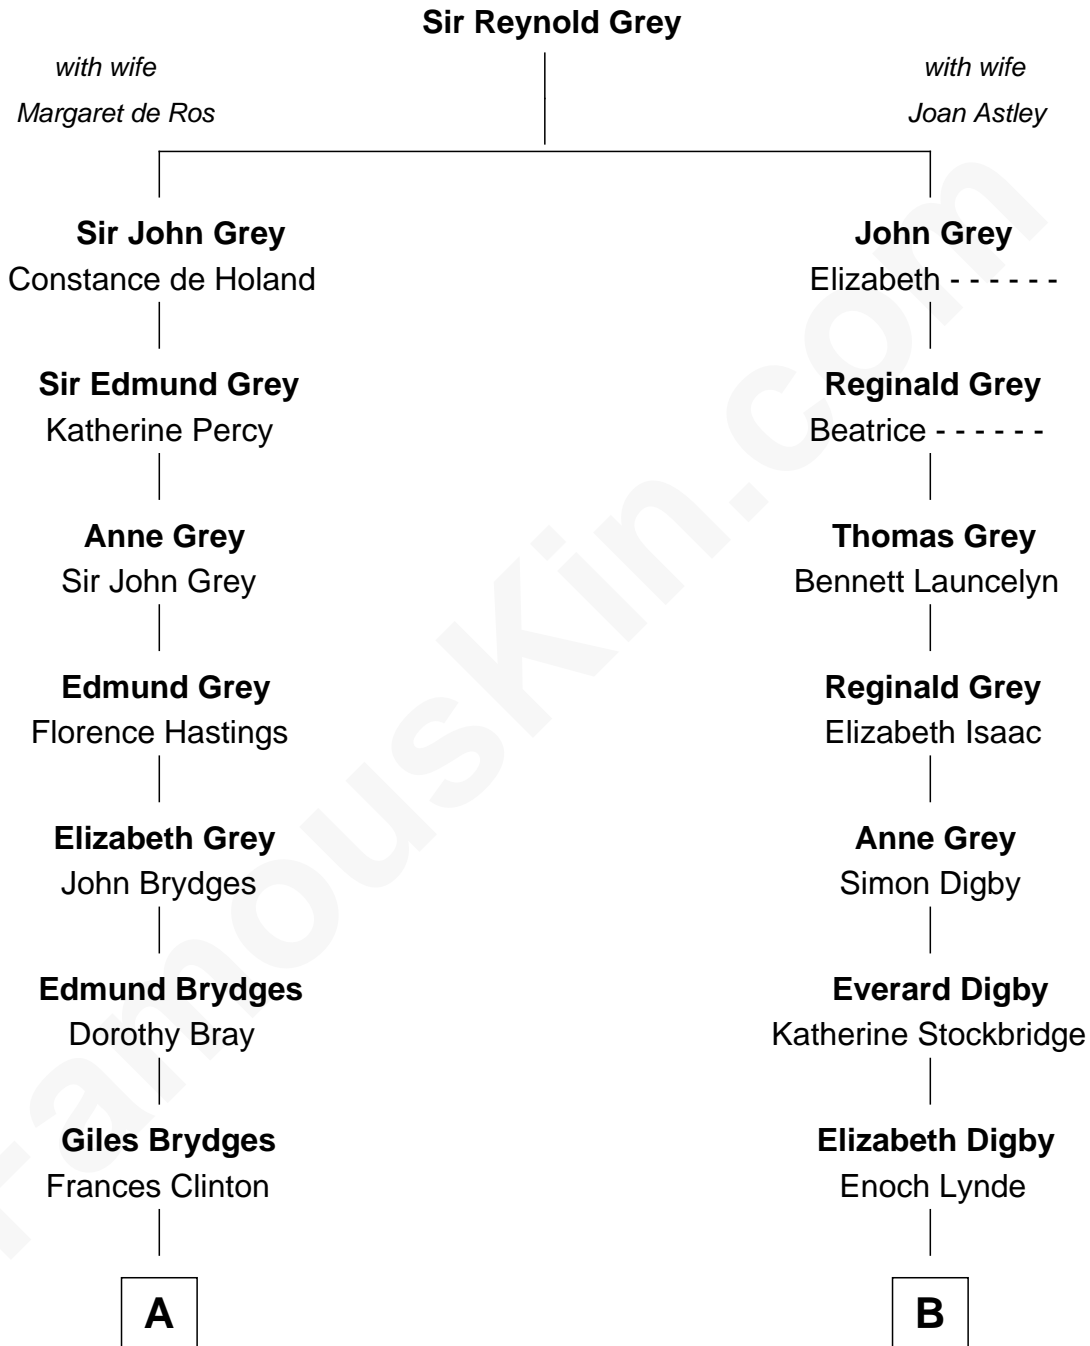 Sir Reynold Grey
with wife
Margaret de Ros
with wife
Joan Astley
Sir John Grey
Constance de Holand
John Grey
Elizabeth - - - - - -
Sir Edmund Grey
Katherine Percy
Reginald Grey
Beatrice - - - - - -
Anne Grey
Sir John Grey
Thomas Grey
Bennett Launcelyn
Edmund Grey
Florence Hastings
Reginald Grey
Elizabeth Isaac
Elizabeth Grey
John Brydges
Anne Grey
Simon Digby
Edmund Brydges
Dorothy Bray
Everard Digby
Katherine Stockbridge
Giles Brydges
Frances Clinton
Elizabeth Digby
Enoch Lynde
A
B
FamousKin.com